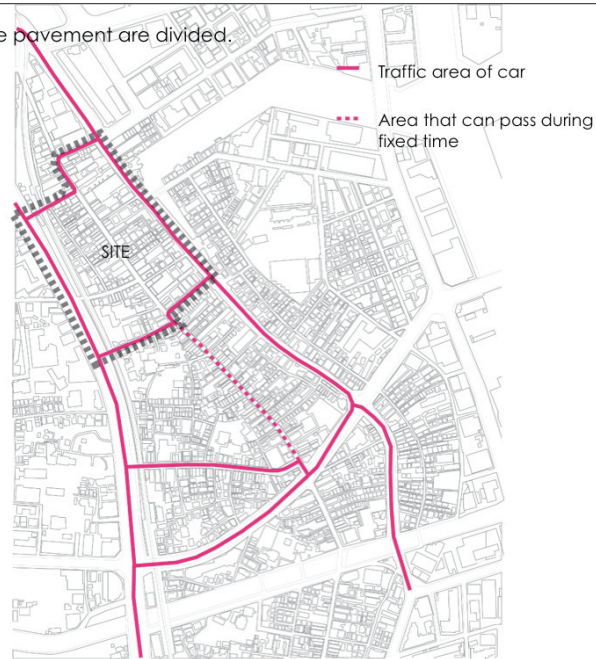 e pavement are divided.
Traffic area of car
Area that can pass during
fixed time
SITE